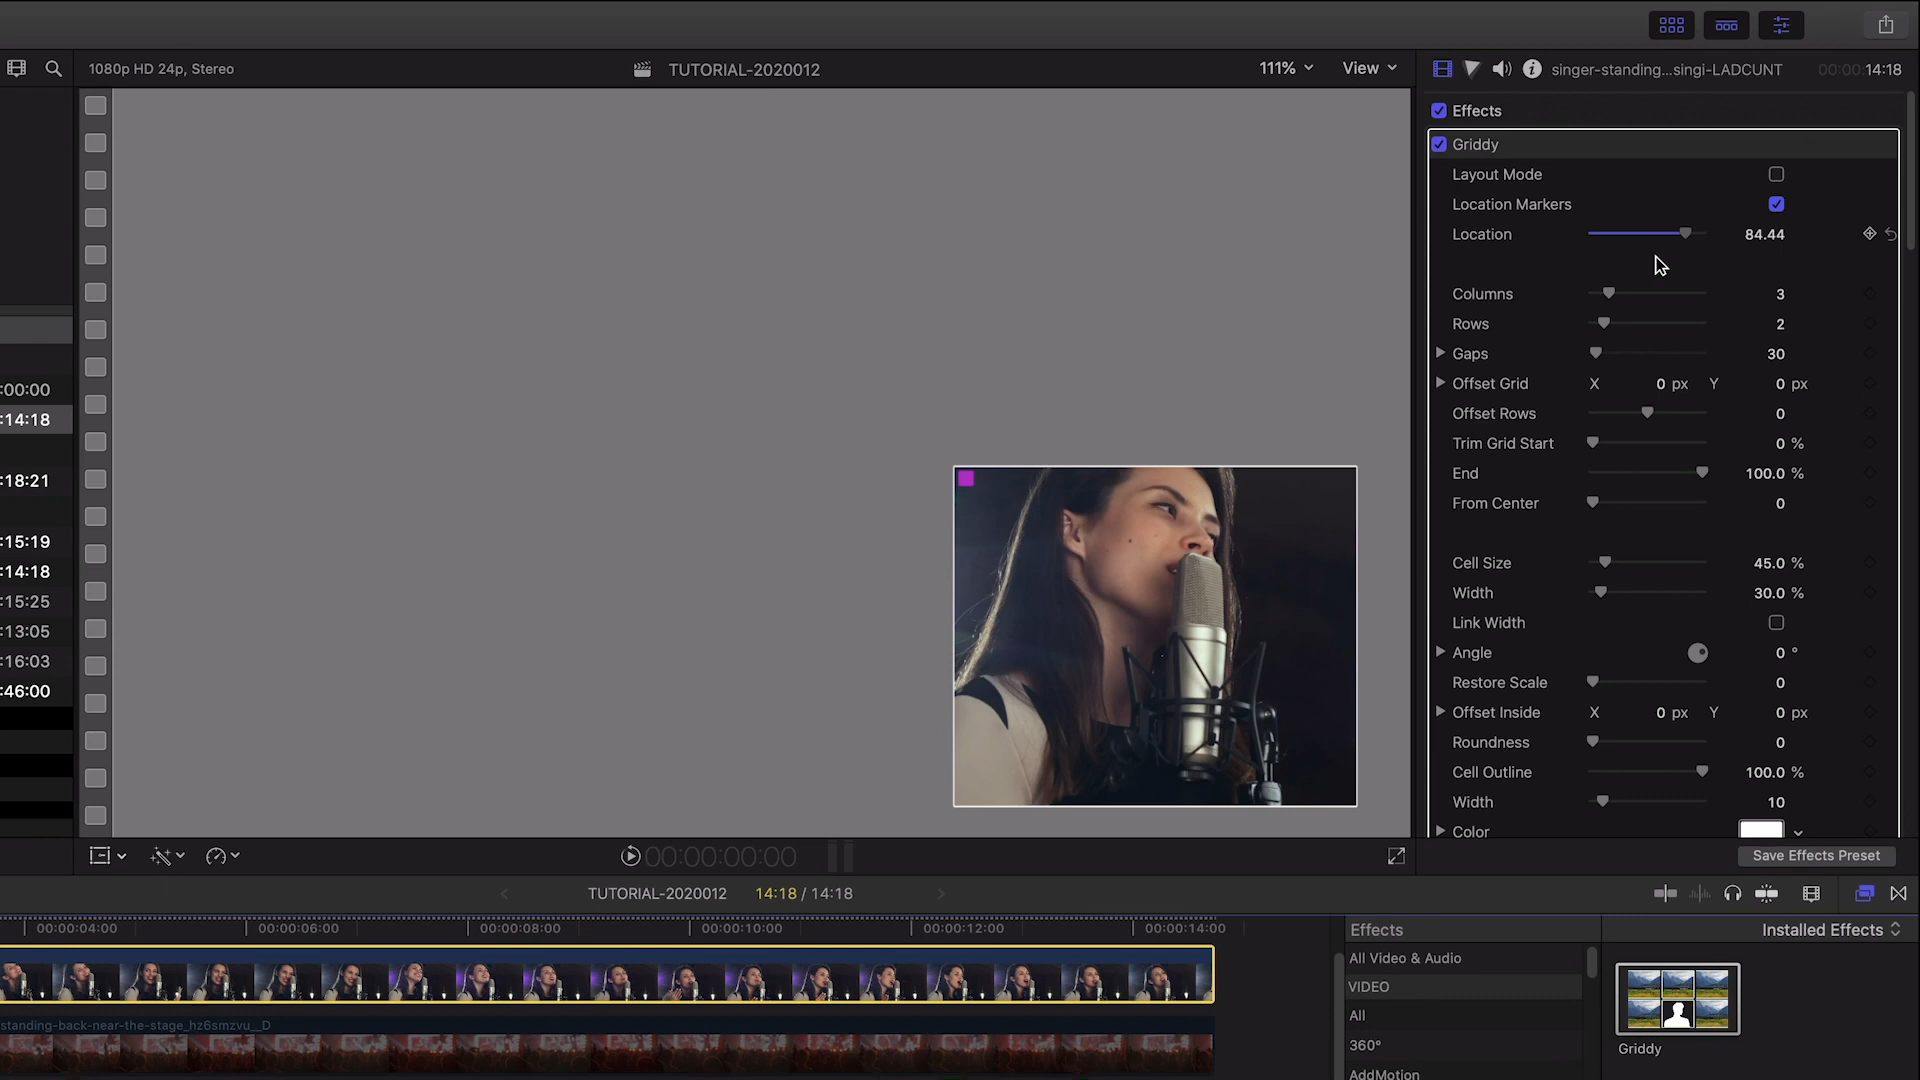 1080p HD 24p, Stereo
TUTORIAL-2020012
111%
View
singer-standing...singi-LADCUNT
00:00:14:18
Effects
Griddy
Layout Mode
Location Markers
Location 84.44
Columns 3
Rows 2
Gaps 30
Offset Grid X 0 px Y 0 px
Offset Rows 0
Trim Grid Start 0 %
End 100.0 %
From Center 0
Cell Size 45.0 %
Width 30.0 %
Link Width
Angle 0 °
Restore Scale 0
Offset Inside X 0 px Y 0 px
Roundness 0
Cell Outline 100.0 %
Width 10
Color
Save Effects Preset
:00:00
:14:18
:18:21
:15:19
:14:18
:15:25
:13:05
:16:03
:46:00
00:00:00:00
TUTORIAL-2020012 14:18 / 14:18
00:00:04:00 00:00:06:00 00:00:08:00 00:00:10:00 00:00:12:00 00:00:14:00
standing-back-near-the-stage_hz6smzvu__D
Effects
Installed Effects
All Video & Audio
VIDEO
All
360°
AddMotion
Griddy